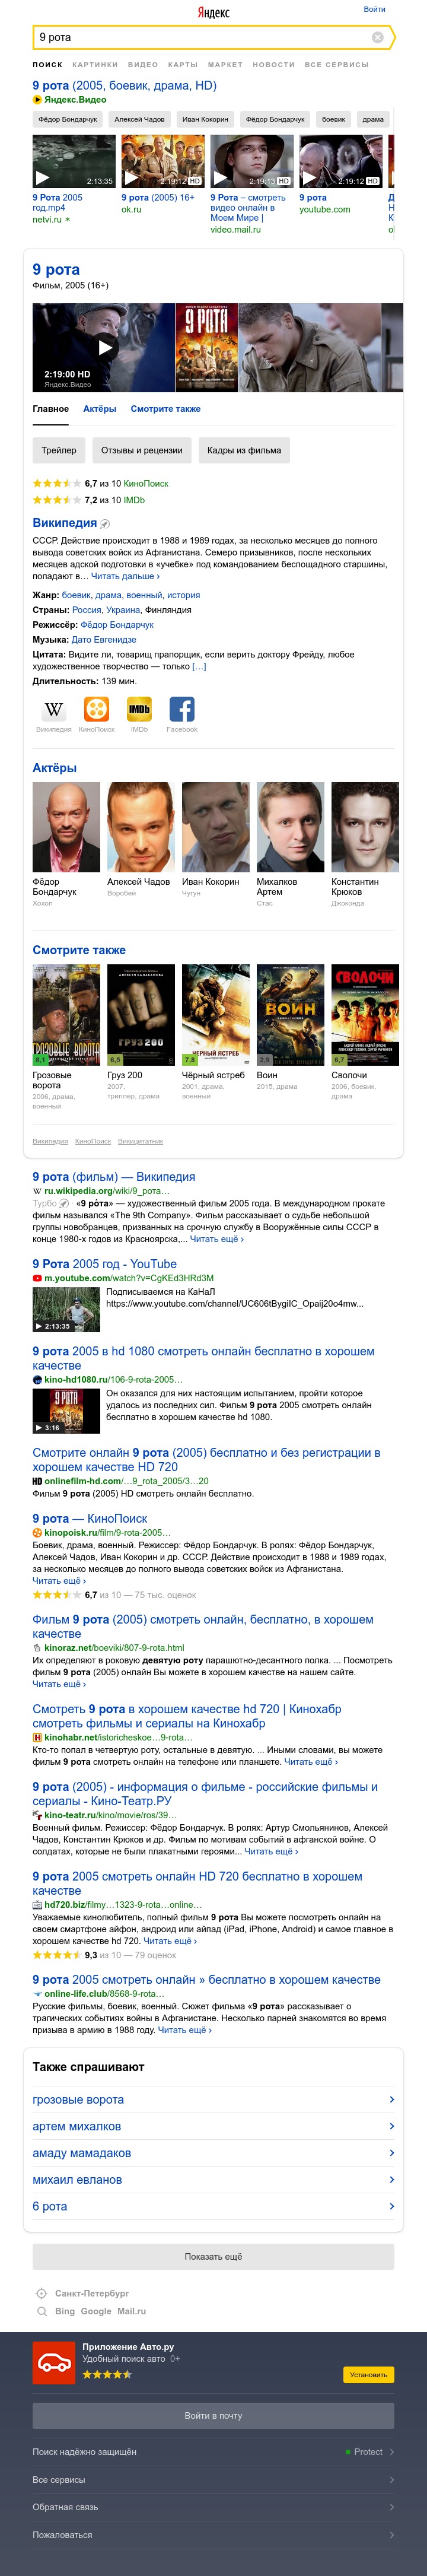 Яндекс
Войти
9 рота
ПОИСК КАРТИНКИ ВИДЕО КАРТЫ МАРКЕТ НОВОСТИ ВСЕ СЕРВИСЫ
9 рота (2005, боевик, драма, HD)
Яндекс.Видео
Фёдор Бондарчук Алексей Чадов Иван Кокорин Фёдор Бондарчук боевик драма
2:13:35 2:19:12 HD 2:19:13 HD 2:19:12 HD
9 Рота 2005 год.mp4
netvi.ru
9 рота (2005) 16+
ok.ru
9 Рота – смотреть видео онлайн в Моем Мире |
video.mail.ru
9 рота
youtube.com
9 рота
Фильм, 2005 (16+)
2:19:00 HD
Яндекс.Видео
9 РОТА
Главное Актёры Смотрите также
Трейлер Отзывы и рецензии Кадры из фильма
6,7 из 10 КиноПоиск
7,2 из 10 IMDb
Википедия
СССР. Действие происходит в 1988 и 1989 годах, за несколько месяцев до полного
вывода советских войск из Афганистана. Семеро призывников, после нескольких
месяцев адской подготовки в «учебке» под командованием беспощадного старшины,
попадают в… Читать дальше ›
Жанр: боевик, драма, военный, история
Страны: Россия, Украина, Финляндия
Режиссёр: Фёдор Бондарчук
Музыка: Дато Евгенидзе
Цитата: Видите ли, товарищ прапорщик, если верить доктору Фрейду, любое
художественное творчество — только […]
Длительность: 139 мин.
W IMDb f
Википедия КиноПоиск IMDb Facebook
Актёры
Фёдор Бондарчук
Хохол
Алексей Чадов
Воробей
Иван Кокорин
Чугун
Михалков Артем
Стас
Константин Крюков
Джоконда
Смотрите также
ГРОЗОВЫЕ ВОРОТА
8,1
АЛЕКСЕЯ БАЛАБАНОВА
ГРУЗ 200
6,5
ЧЕРНЫЙ ЯСТРЕБ
7,8
ВОИН
СВОЛОЧИ
6,7
Грозовые ворота
2006, драма, военный
Груз 200
2007, триллер, драма
Чёрный ястреб
2001, драма, военный
Воин
2015, драма
Сволочи
2006, боевик, драма
Википедия КиноПоиск Викицитатник
9 рота (фильм) — Википедия
ru.wikipedia.org/wiki/9_рота…
Турбо «9 ро́та» — художественный фильм 2005 года. В международном прокате
фильм назывался «The 9th Company». Фильм рассказывает о судьбе небольшой
группы новобранцев, призванных на срочную службу в Вооружённые силы СССР в
конце 1980-х годов из Красноярска,... Читать ещё ›
9 Рота 2005 год - YouTube
m.youtube.com/watch?v=CgKEd3HRd3M
2:13:35
Подписываемся на КаНаЛ
https://www.youtube.com/channel/UC606tBygiIC_Opaij20o4mw...
9 рота 2005 в hd 1080 смотреть онлайн бесплатно в хорошем
качестве
kino-hd1080.ru/106-9-rota-2005…
3:16
Он оказался для них настоящим испытанием, пройти которое
удалось из последних сил. Фильм 9 рота 2005 смотреть онлайн
бесплатно в хорошем качестве hd 1080.
Смотрите онлайн 9 рота (2005) бесплатно и без регистрации в
хорошем качестве HD 720
onlinefilm-hd.com/…9_rota_2005/3…20
Фильм 9 рота (2005) HD смотреть онлайн бесплатно.
9 рота — КиноПоиск
kinopoisk.ru/film/9-rota-2005…
Боевик, драма, военный. Режиссёр: Фёдор Бондарчук. В ролях: Фёдор Бондарчук,
Алексей Чадов, Иван Кокорин и др. СССР. Действие происходит в 1988 и 1989 годах,
за несколько месяцев до полного вывода советских войск из Афганистана.
Читать ещё ›
6,7 из 10 — 75 тыс. оценок
Фильм 9 рота (2005) смотреть онлайн, бесплатно, в хорошем
качестве
kinoraz.net/boeviki/807-9-rota.html
Их определяют в роковую девятую роту парашютно-десантного полка. ... Посмотреть
фильм 9 рота (2005) онлайн Вы можете в хорошем качестве на нашем сайте.
Читать ещё ›
Смотреть 9 рота в хорошем качестве hd 720 | Кинохабр
смотреть фильмы и сериалы на Кинохабр
kinohabr.net/istoricheskoe…9-rota…
Кто-то попал в четвертую роту, остальные в девятую. ... Иными словами, вы можете
фильм 9 рота смотреть онлайн на телефоне или планшете. Читать ещё ›
9 рота (2005) - информация о фильме - российские фильмы и
сериалы - Кино-Театр.РУ
kino-teatr.ru/kino/movie/ros/39…
Военный фильм. Режиссер: Фёдор Бондарчук. В ролях: Артур Смольянинов, Алексей
Чадов, Константин Крюков и др. Фильм по мотивам событий в афганской войне. О
солдатах, которые не были плакатными героями... Читать ещё ›
9 рота 2005 смотреть онлайн HD 720 бесплатно в хорошем
качестве
hd720.biz/filmy…1323-9-rota…online…
Уважаемые кинолюбитель, полный фильм 9 рота Вы можете посмотреть онлайн на
своем смартфоне айфон, андроид или айпад (iPad, iPhone, Android) и самое главное в
хорошем качестве hd 720. Читать ещё ›
9,3 из 10 — 79 оценок
9 рота 2005 смотреть онлайн » бесплатно в хорошем качестве
online-life.club/8568-9-rota…
Русские фильмы, боевик, военный. Сюжет фильма «9 рота» рассказывает о
трагических событиях войны в Афганистане. Несколько парней знакомятся во время
призыва в армию в 1988 году. Читать ещё ›
Также спрашивают
грозовые ворота
артем михалков
амаду мамадаков
михаил евланов
6 рота
Показать ещё
Санкт-Петербург
Bing Google Mail.ru
Приложение Авто.ру
Удобный поиск авто 0+
Установить
Войти в почту
Поиск надёжно защищён Protect
Все сервисы
Обратная связь
Пожаловаться